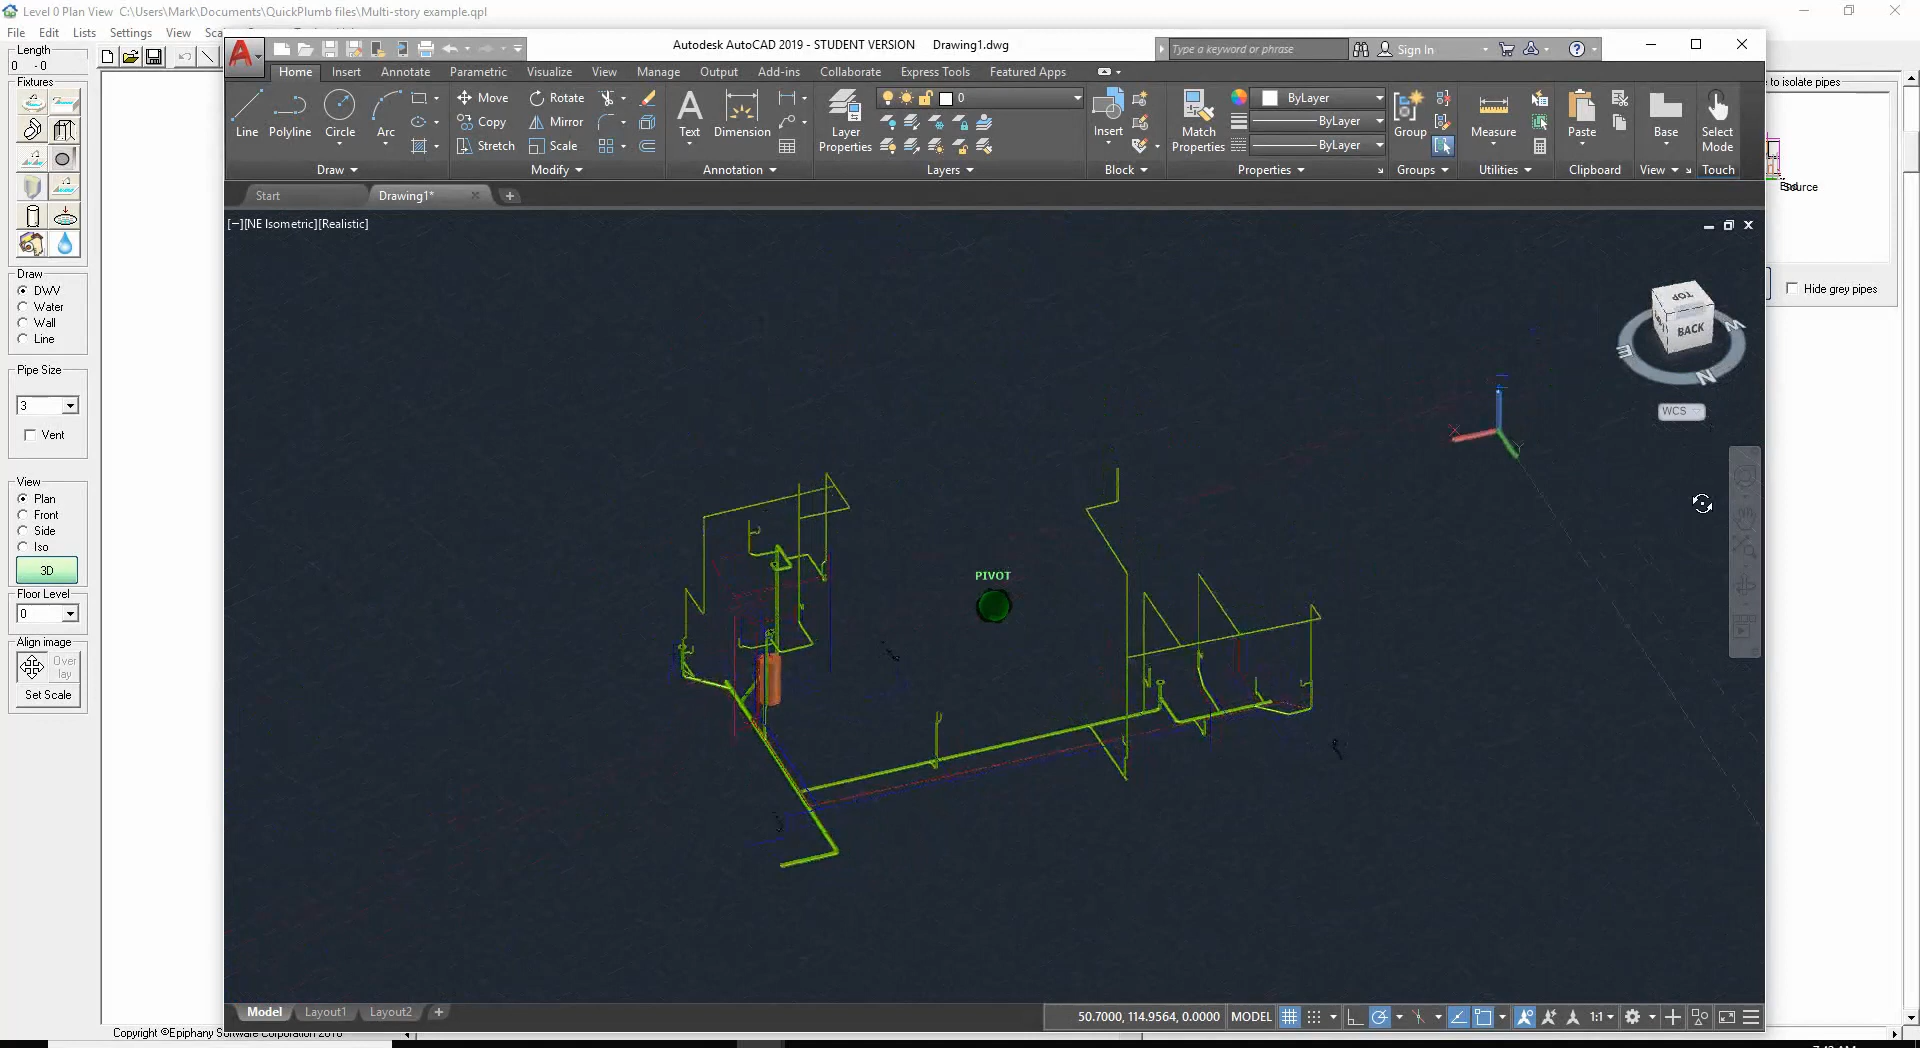 Level 0 Plan View C:\Users\Mark\Documents\QuickPlumb files\Multi-story example.qpl
File Edit Lists Settings View
Length
0 - 0
Fixtures
Draw
DWV
Water
Wall
Line
Pipe Size
3
Vent
View
Plan
Front
Side
Iso
3D
Floor Level
0
Align image
Over
lay
Set Scale
Autodesk AutoCAD 2019 - STUDENT VERSION Drawing1.dwg
Type a keyword or phrase
Sign In
Home Insert Annotate Parametric Visualize View Manage Output Add-ins Collaborate Express Tools Featured Apps
Line Polyline Circle Arc
Move Rotate
Copy Mirror
Stretch Scale
Text Dimension
Layer
Properties
0
Insert
Match
Properties
ByLayer
ByLayer
ByLayer
Group
Measure
Paste
Base
Select
Mode
Draw Modify Annotation Layers Block Properties Groups Utilities Clipboard View Touch
Start Drawing1*
[−][NE Isometric][Realistic]
TOP
BACK
W
E
N
WCS
X
Y
PIVOT
to isolate pipes
Source
Hide grey pipes
Model Layout1 Layout2
50.7000, 114.9564, 0.0000 MODEL 1:1